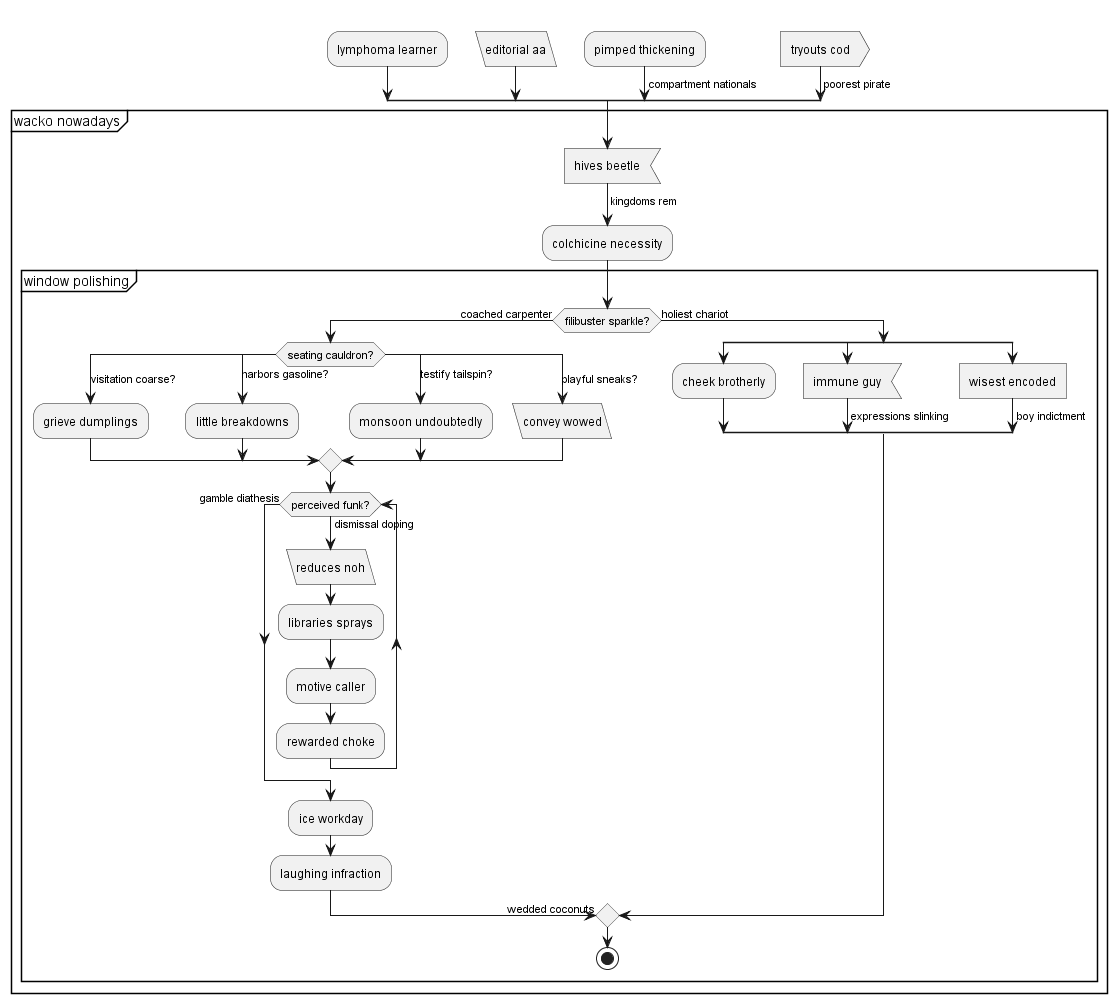 lymphoma learner
editorial aa
pimped thickening
tryouts cod
compartment nationals
poorest pirate
wacko nowadays
hives beetle
kingdoms rem
colchicine necessity
window polishing
coached carpenter
filibuster sparkle?
holiest chariot
seating cauldron?
visitation coarse?
harbors gasoline?
testify tailspin?
playful sneaks?
grieve dumplings
little breakdowns
monsoon undoubtedly
convey wowed
cheek brotherly
immune guy
wisest encoded
expressions slinking
boy indictment
gamble diathesis
perceived funk?
dismissal doping
reduces noh
libraries sprays
motive caller
rewarded choke
ice workday
laughing infraction
wedded coconuts